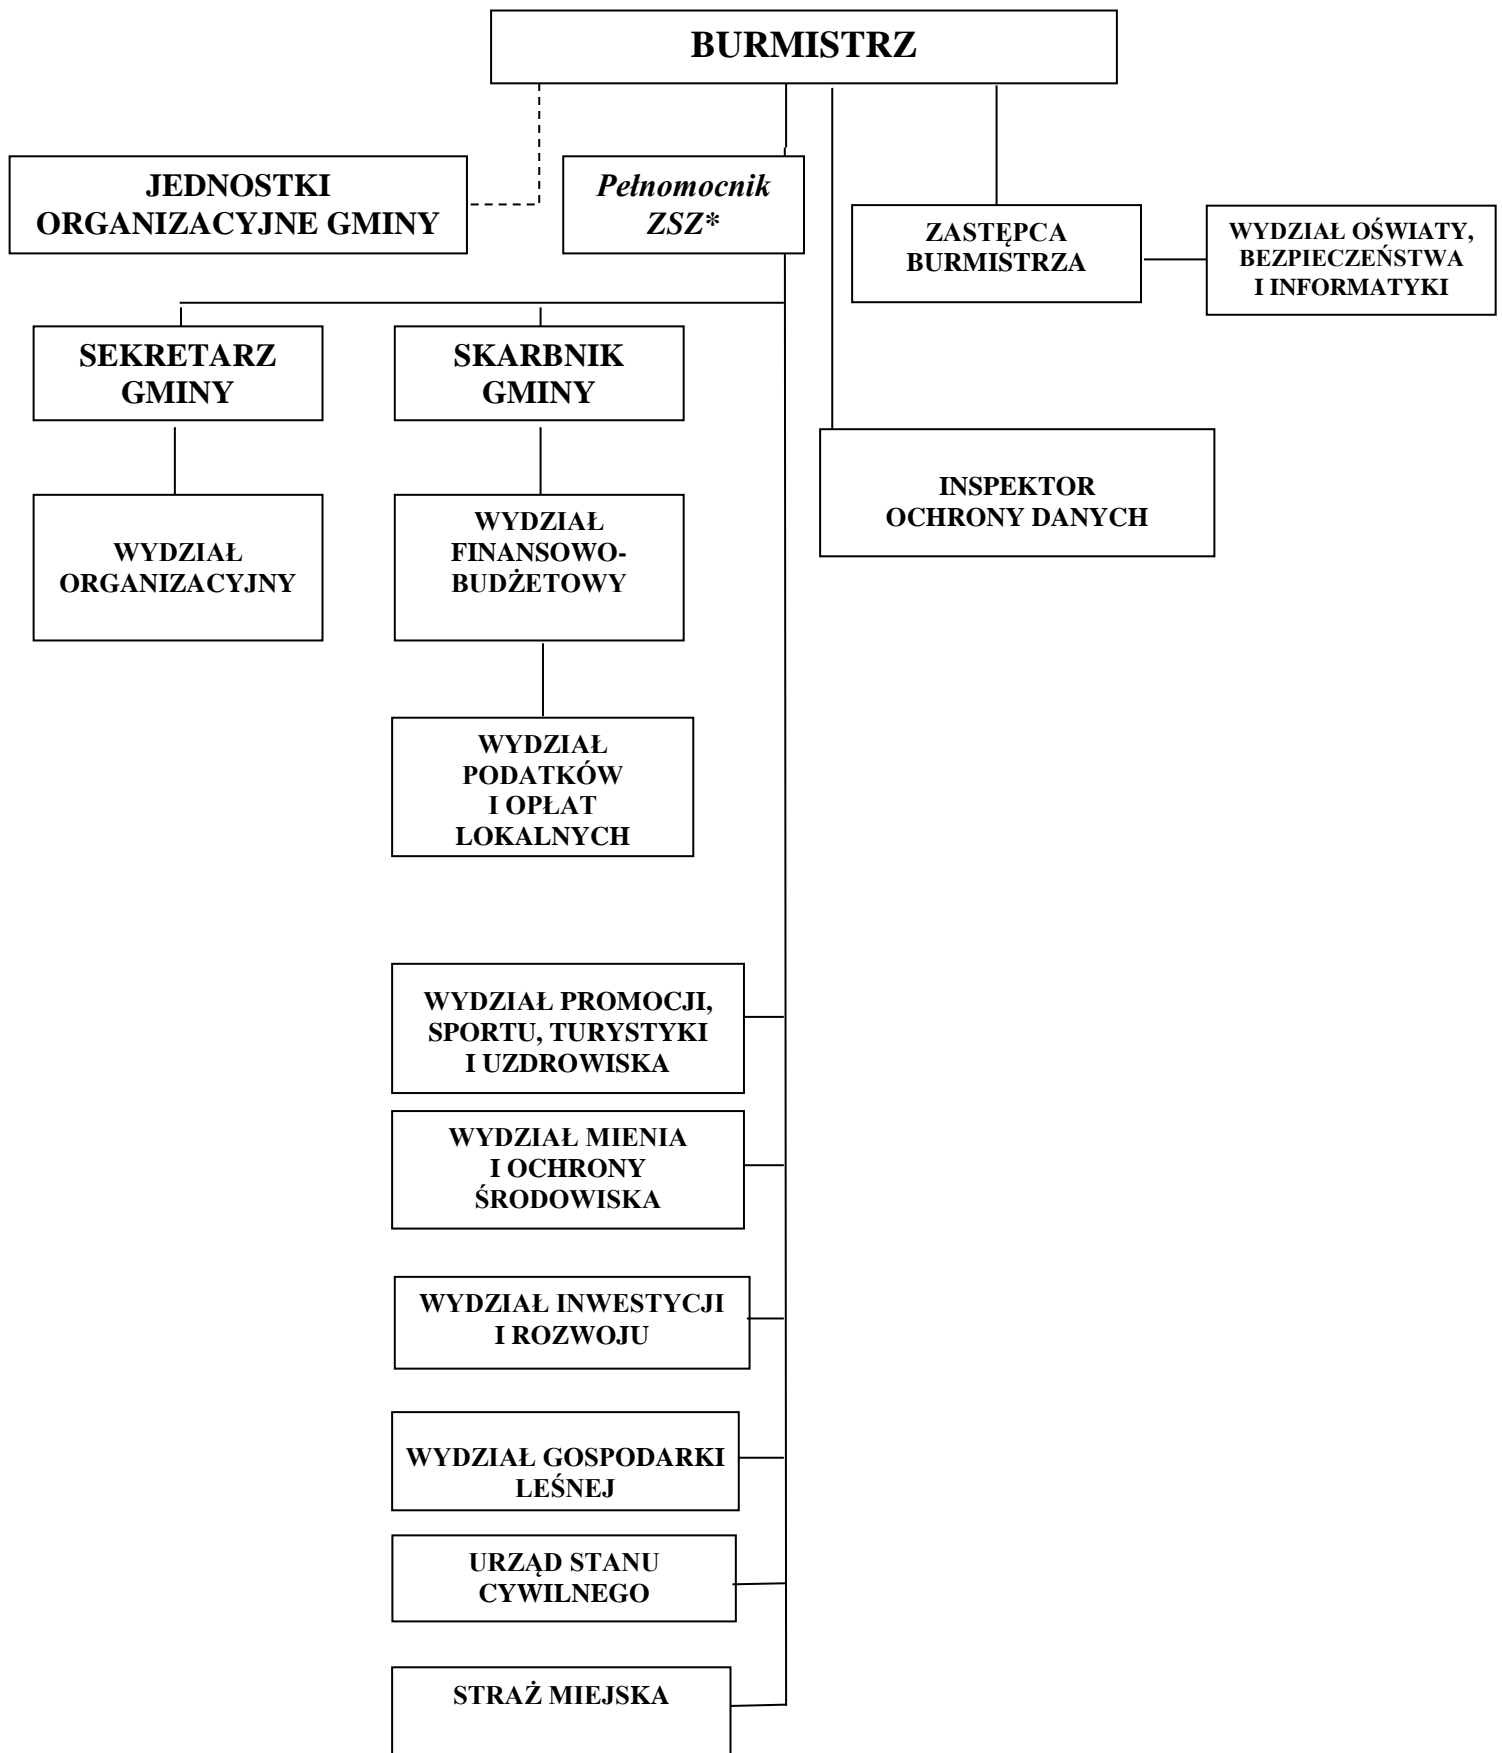 BURMISTRZ
JEDNOSTKI
ORGANIZACYJNE GMINY
Pełnomocnik
ZSZ*
ZASTĘPCA
BURMISTRZA
WYDZIAŁ OŚWIATY,
BEZPIECZEŃSTWA
I INFORMATYKI
SEKRETARZ
GMINY
SKARBNIK
GMINY
INSPEKTOR
OCHRONY DANYCH
WYDZIAŁ
ORGANIZACYJNY
WYDZIAŁ
FINANSOWO-
BUDŻETOWY
WYDZIAŁ
PODATKÓW
I OPŁAT
LOKALNYCH
WYDZIAŁ PROMOCJI,
SPORTU, TURYSTYKI
I UZDROWISKA
WYDZIAŁ MIENIA
I OCHRONY
ŚRODOWISKA
WYDZIAŁ INWESTYCJI
I ROZWOJU
WYDZIAŁ GOSPODARKI
LEŚNEJ
URZĄD STANU
CYWILNEGO
STRAŻ MIEJSKA